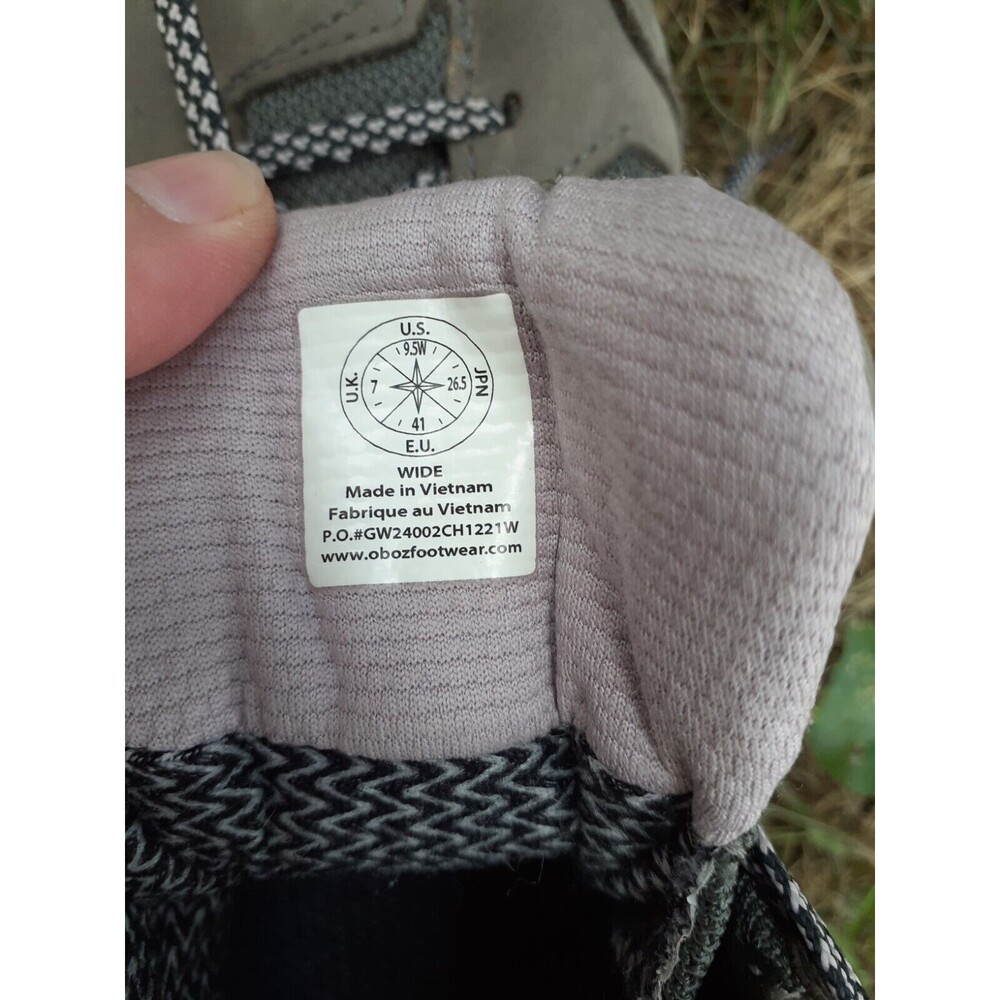 U.S.
9.5W
U.K.
7
26.5
JPN
41
E.U.
WIDE
Made in Vietnam
Fabrique au Vietnam
P.O.#GW24002CH1221W
www.obozfootwear.com